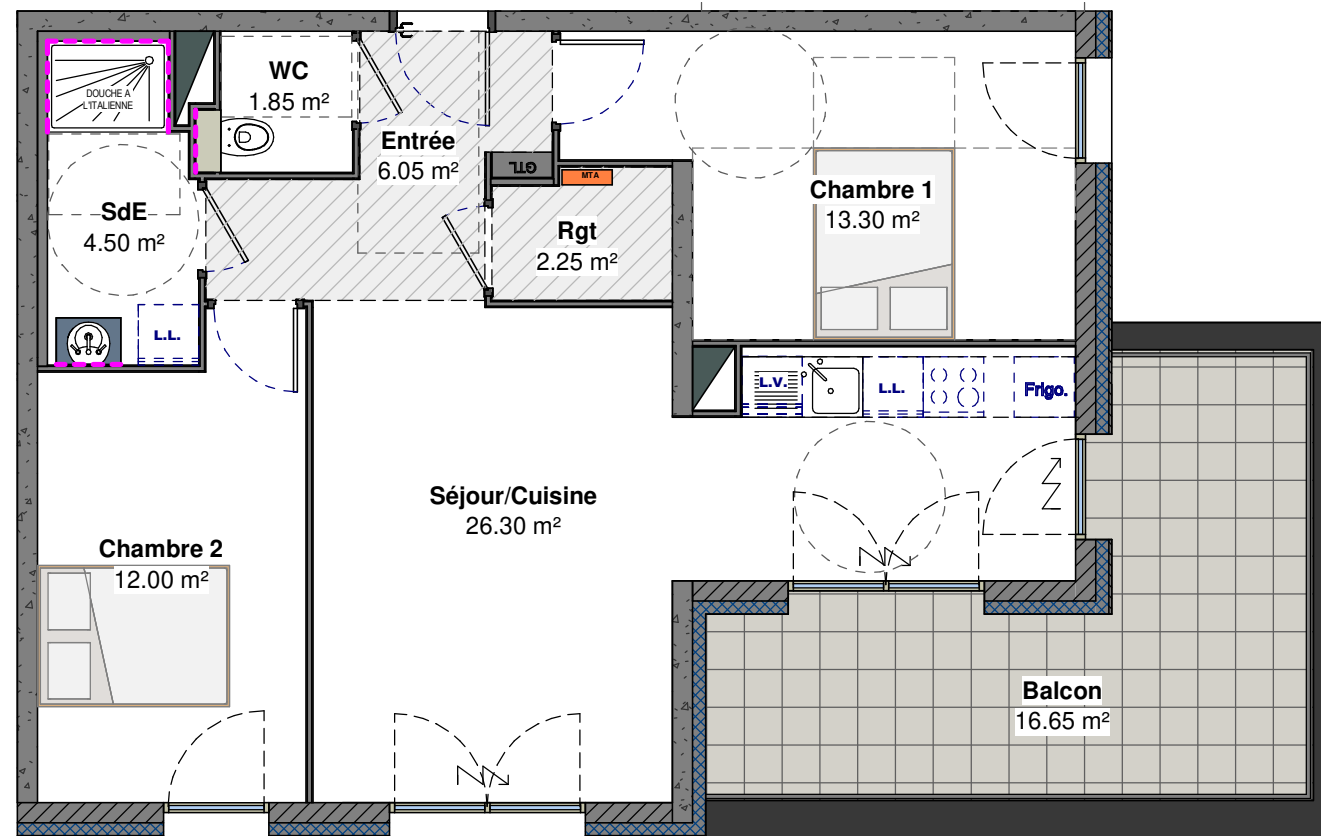 WC
1.85 m²
DOUCHE A
L'ITALIENNE
Entrée
6.05 m²
GTL
MTA
SdE
4.50 m²
Rgt
2.25 m²
Chambre 1
13.30 m²
L.L.
L.V.
L.L.
Frigo.
Séjour/Cuisine
26.30 m²
Chambre 2
12.00 m²
Balcon
16.65 m²